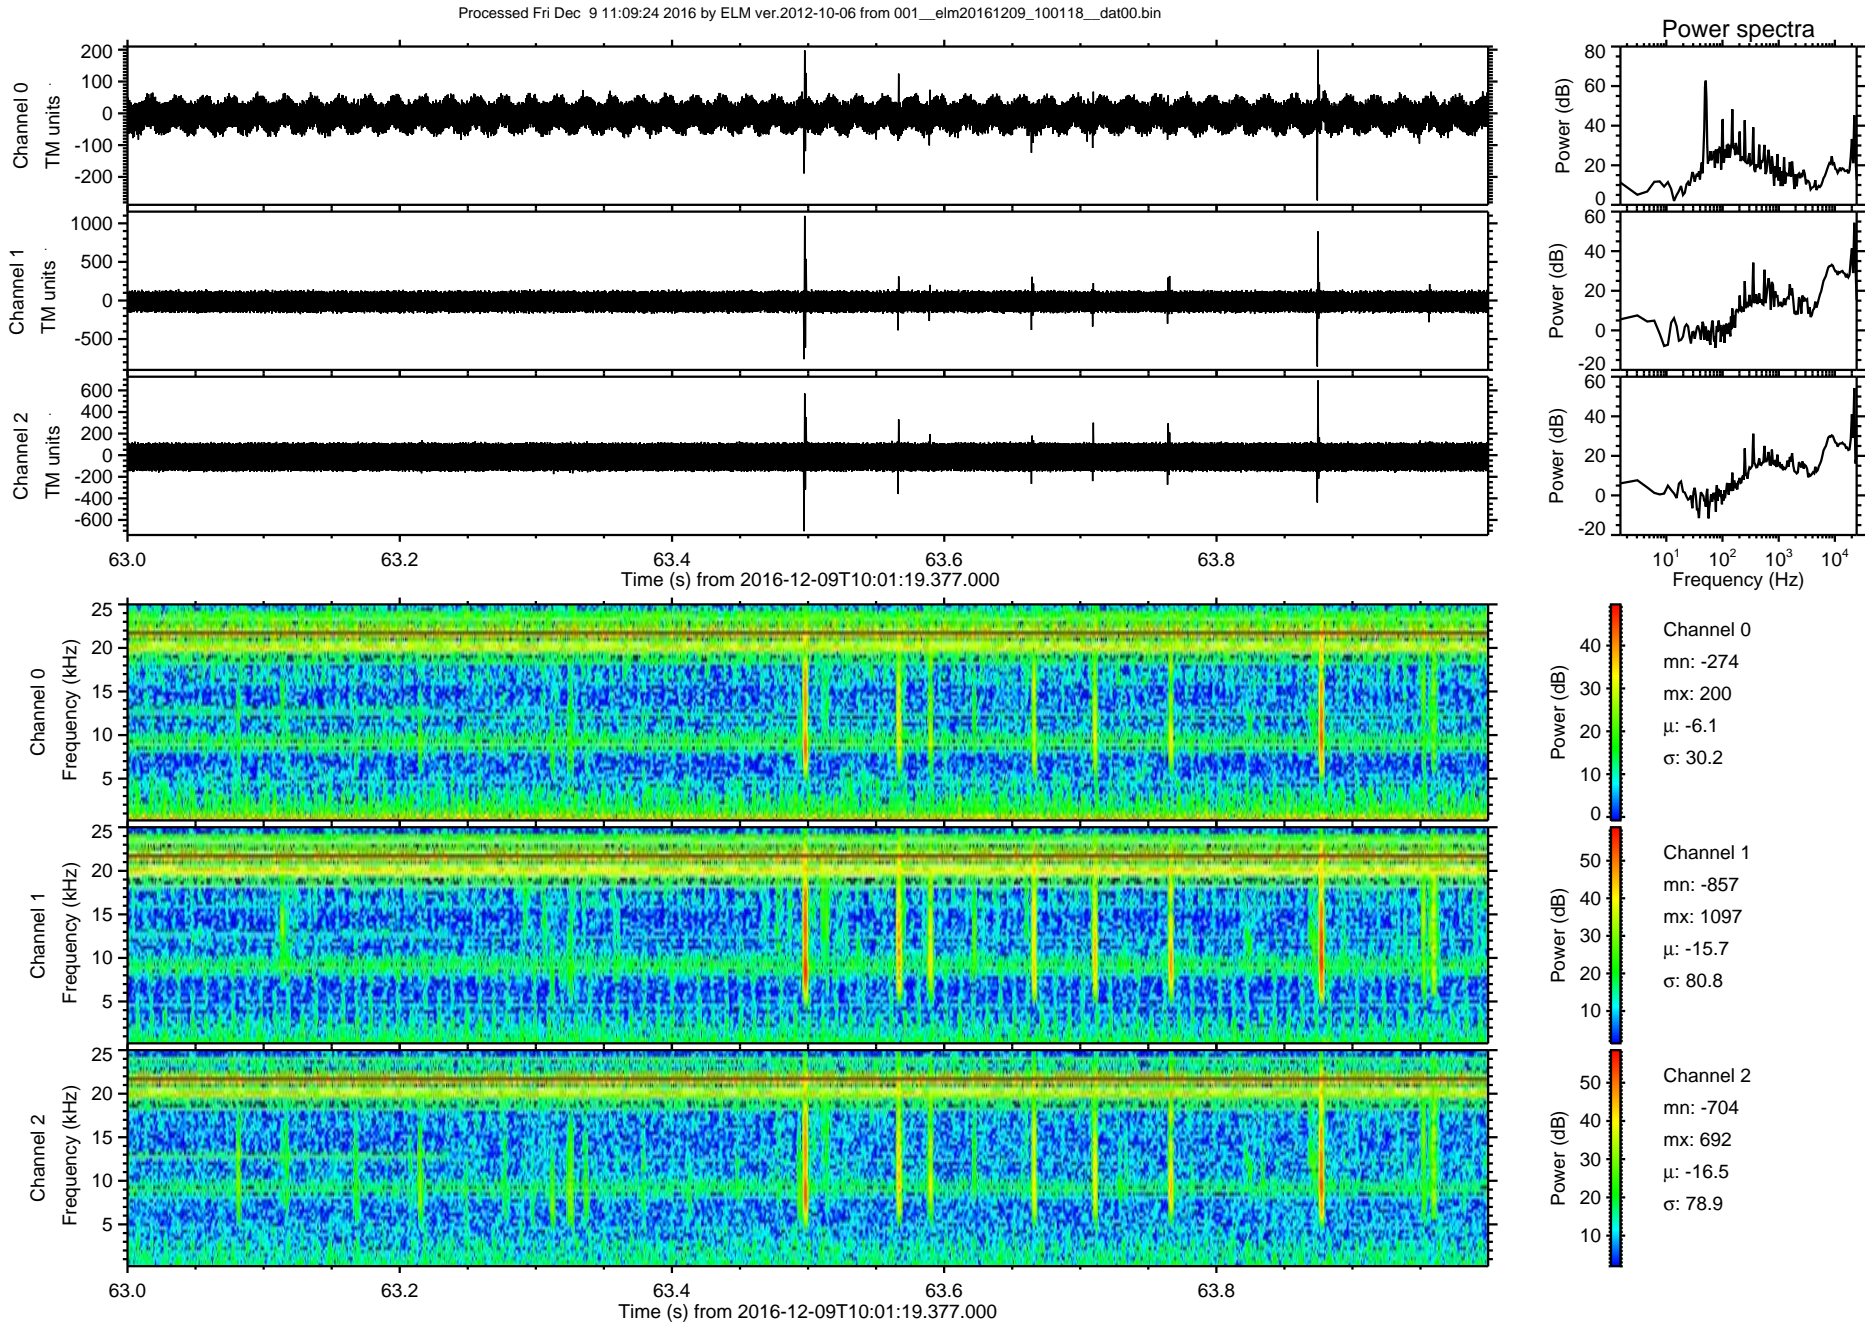 Processed Fri Dec  9 11:09:24 2016 by ELM ver.2012-10-06 from 001__elm20161209_100118__dat00.bin
Power spectra
Channel 0
TM units
200
100
0
-100
-200
Power (dB)
80
60
40
20
0
Channel 1
TM units
1000
500
0
-500
Power (dB)
60
40
20
0
-20
Channel 2
TM units
600
400
200
0
-200
-400
-600
Power (dB)
60
40
20
0
-20
63.0 63.2 63.4 63.6 63.8
Time (s) from 2016-12-09T10:01:19.377.000
10^1 10^2 10^3 10^4
Frequency (Hz)
Channel 0
Frequency (kHz)
25
20
15
10
5
Power (dB)
40
30
20
10
0
Channel 0
mn: -274
mx: 200
μ: -6.1
σ: 30.2
Channel 1
Frequency (kHz)
25
20
15
10
5
Power (dB)
50
40
30
20
10
Channel 1
mn: -857
mx: 1097
μ: -15.7
σ: 80.8
Channel 2
Frequency (kHz)
25
20
15
10
5
Power (dB)
50
40
30
20
10
Channel 2
mn: -704
mx: 692
μ: -16.5
σ: 78.9
63.0 63.2 63.4 63.6 63.8
Time (s) from 2016-12-09T10:01:19.377.000